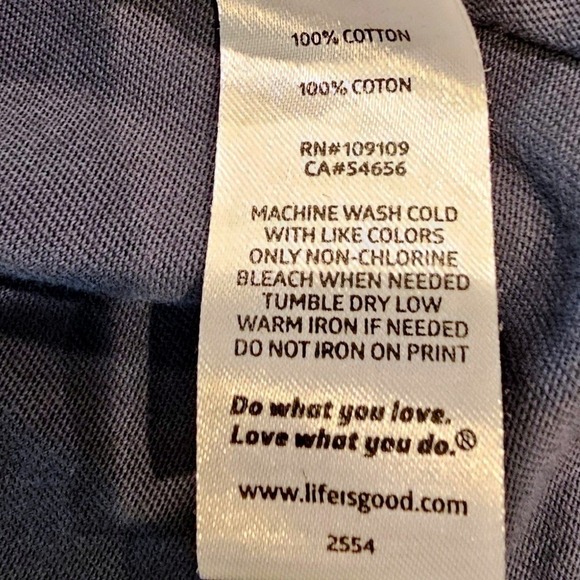 100% COTTON
100% COTON
RN#109109
CA#54656
MACHINE WASH COLD
WITH LIKE COLORS
ONLY NON-CHLORINE
BLEACH WHEN NEEDED
TUMBLE DRY LOW
WARM IRON IF NEEDED
DO NOT IRON ON PRINT
Do what you love.
Love what you do.®
www.lifeisgood.com
2554